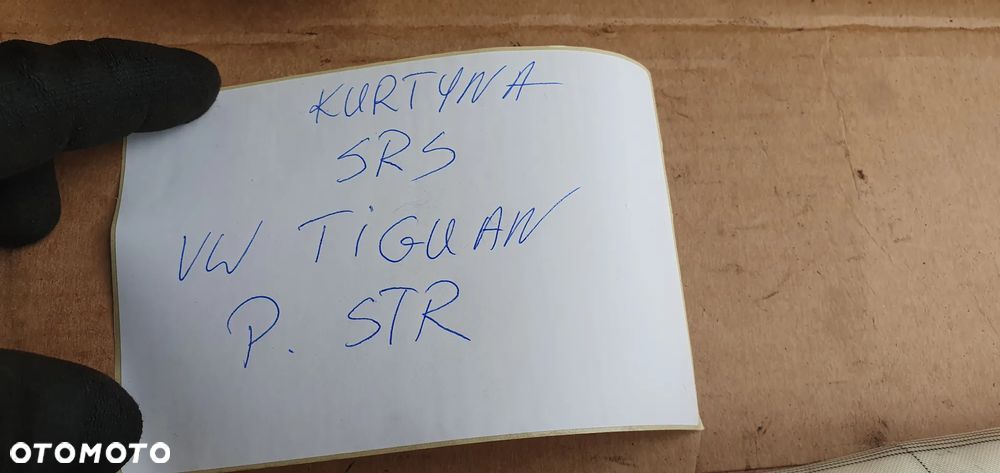 KURTYNA
SRS
VW TiGUAN
P. STR
OTOMOTO